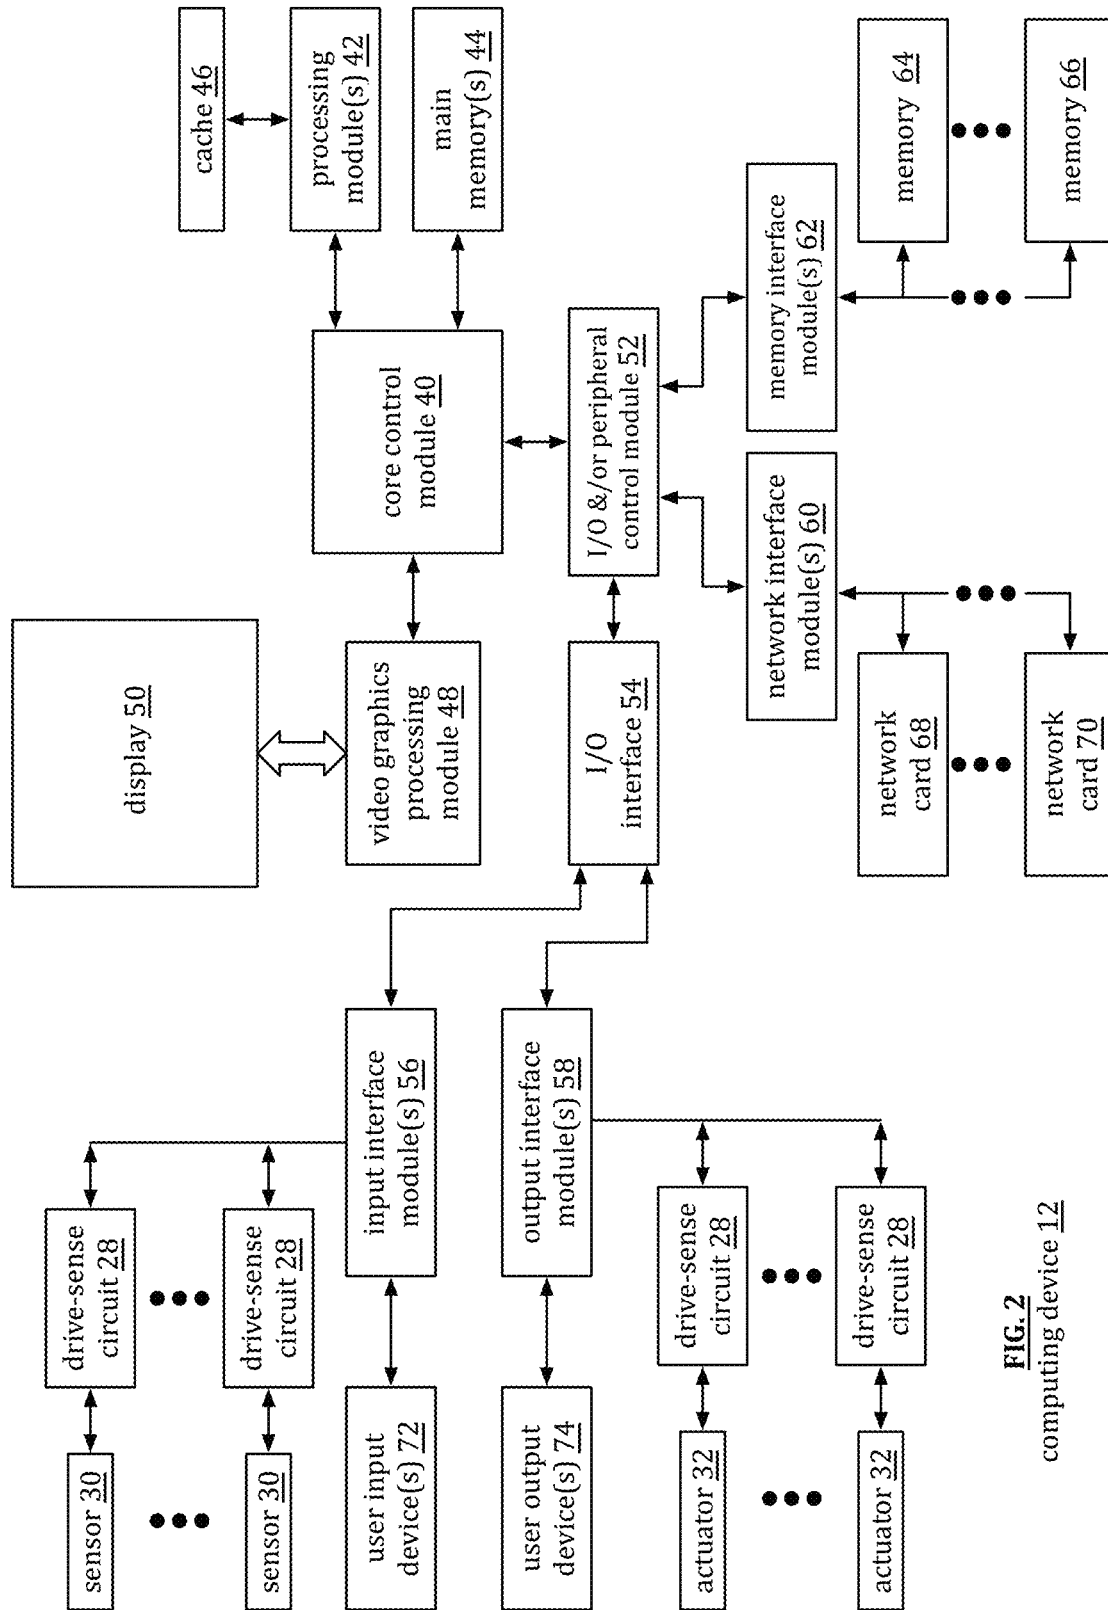 display 50
cache 46
processing
module(s) 42
main
memory(s) 44
core control
module 40
video graphics
processing
module 48
I/O &/or peripheral
control module 52
I/O
interface 54
sensor 30
drive-sense
circuit 28
sensor 30
drive-sense
circuit 28
input interface
module(s) 56
user input
device(s) 72
output interface
module(s) 58
user output
device(s) 74
actuator 32
drive-sense
circuit 28
actuator 32
drive-sense
circuit 28
network interface
module(s) 60
memory interface
module(s) 62
network
card 68
network
card 70
memory 64
memory 66
FIG. 2
computing device 12